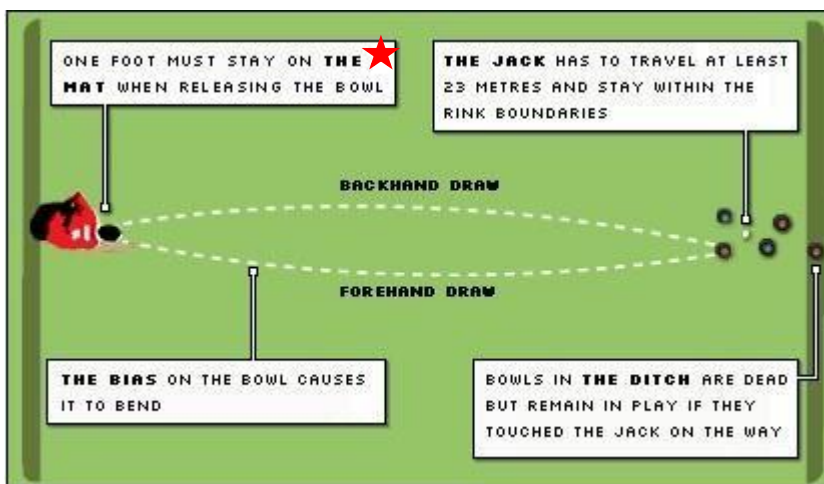 ONE FOOT MUST STAY ON THE
MAT WHEN RELEASING THE BOWL
THE JACK HAS TO TRAVEL AT LEAST
23 METRES AND STAY WITHIN THE
RINK BOUNDARIES
BACKHAND DRAW
FOREHAND DRAW
THE BIAS ON THE BOWL CAUSES
IT TO BEND
BOWLS IN THE DITCH ARE DEAD
BUT REMAIN IN PLAY IF THEY
TOUCHED THE JACK ON THE WAY